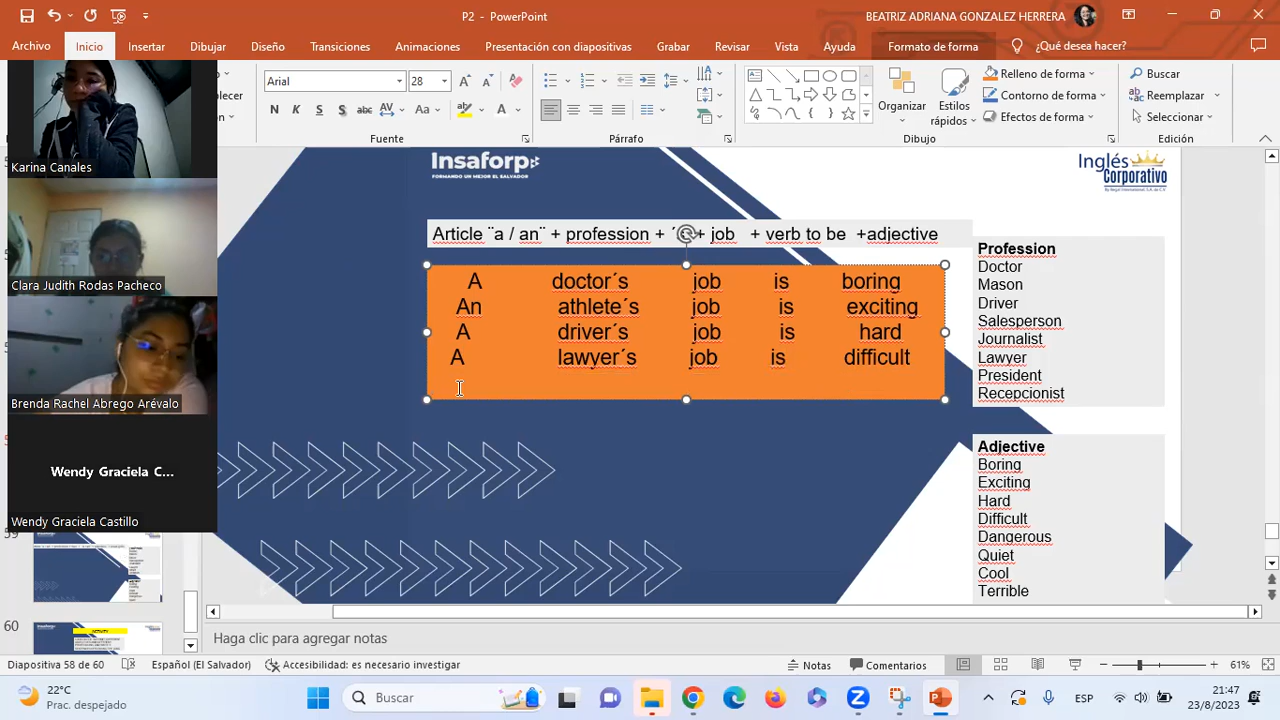 P2 - PowerPoint
BEATRIZ ADRIANA GONZALEZ HERRERA
Archivo Inicio Insertar Dibujar Diseño Transiciones Animaciones Presentación con diapositivas Grabar Revisar Vista Ayuda Formato de forma ¿Qué desea hacer?
Arial 28
N K S S abc AV Aa A
Fuente
Párrafo
Organizar
Estilos rápidos
Relleno de forma
Contorno de forma
Efectos de forma
Dibujo
Buscar
Reemplazar
Seleccionar
Edición
Karina Canales
Clara Judith Rodas Pacheco
Brenda Rachel Abrego Arévalo
Wendy Graciela C...
Wendy Graciela Castillo
Insaforp
FORMANDO UN MEJOR EL SALVADOR
Inglés
Corporativo
Article ¨a / an¨ + profession + ´ + job + verb to be +adjective
A doctor´s job is boring
An athlete´s job is exciting
A driver´s job is hard
A lawyer´s job is difficult
Profession
Doctor
Mason
Driver
Salesperson
Journalist
Lawyer
President
Recepcionist
Adjective
Boring
Exciting
Hard
Difficult
Dangerous
Quiet
Cool
Terrible
59
60
Haga clic para agregar notas
Diapositiva 58 de 60 Español (El Salvador) Accesibilidad: es necesario investigar Notas Comentarios 61%
22°C
Prac. despejado
Buscar
ESP
21:47
23/8/2023